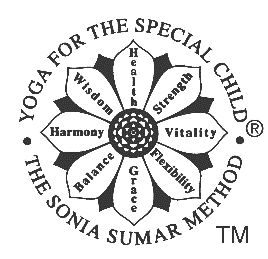 YOGA FOR THE SPECIAL CHILD ®
Health
Strength
Vitality
Flexibility
Grace
Balance
Harmony
Wisdom
• THE SONIA SUMAR METHOD •
TM